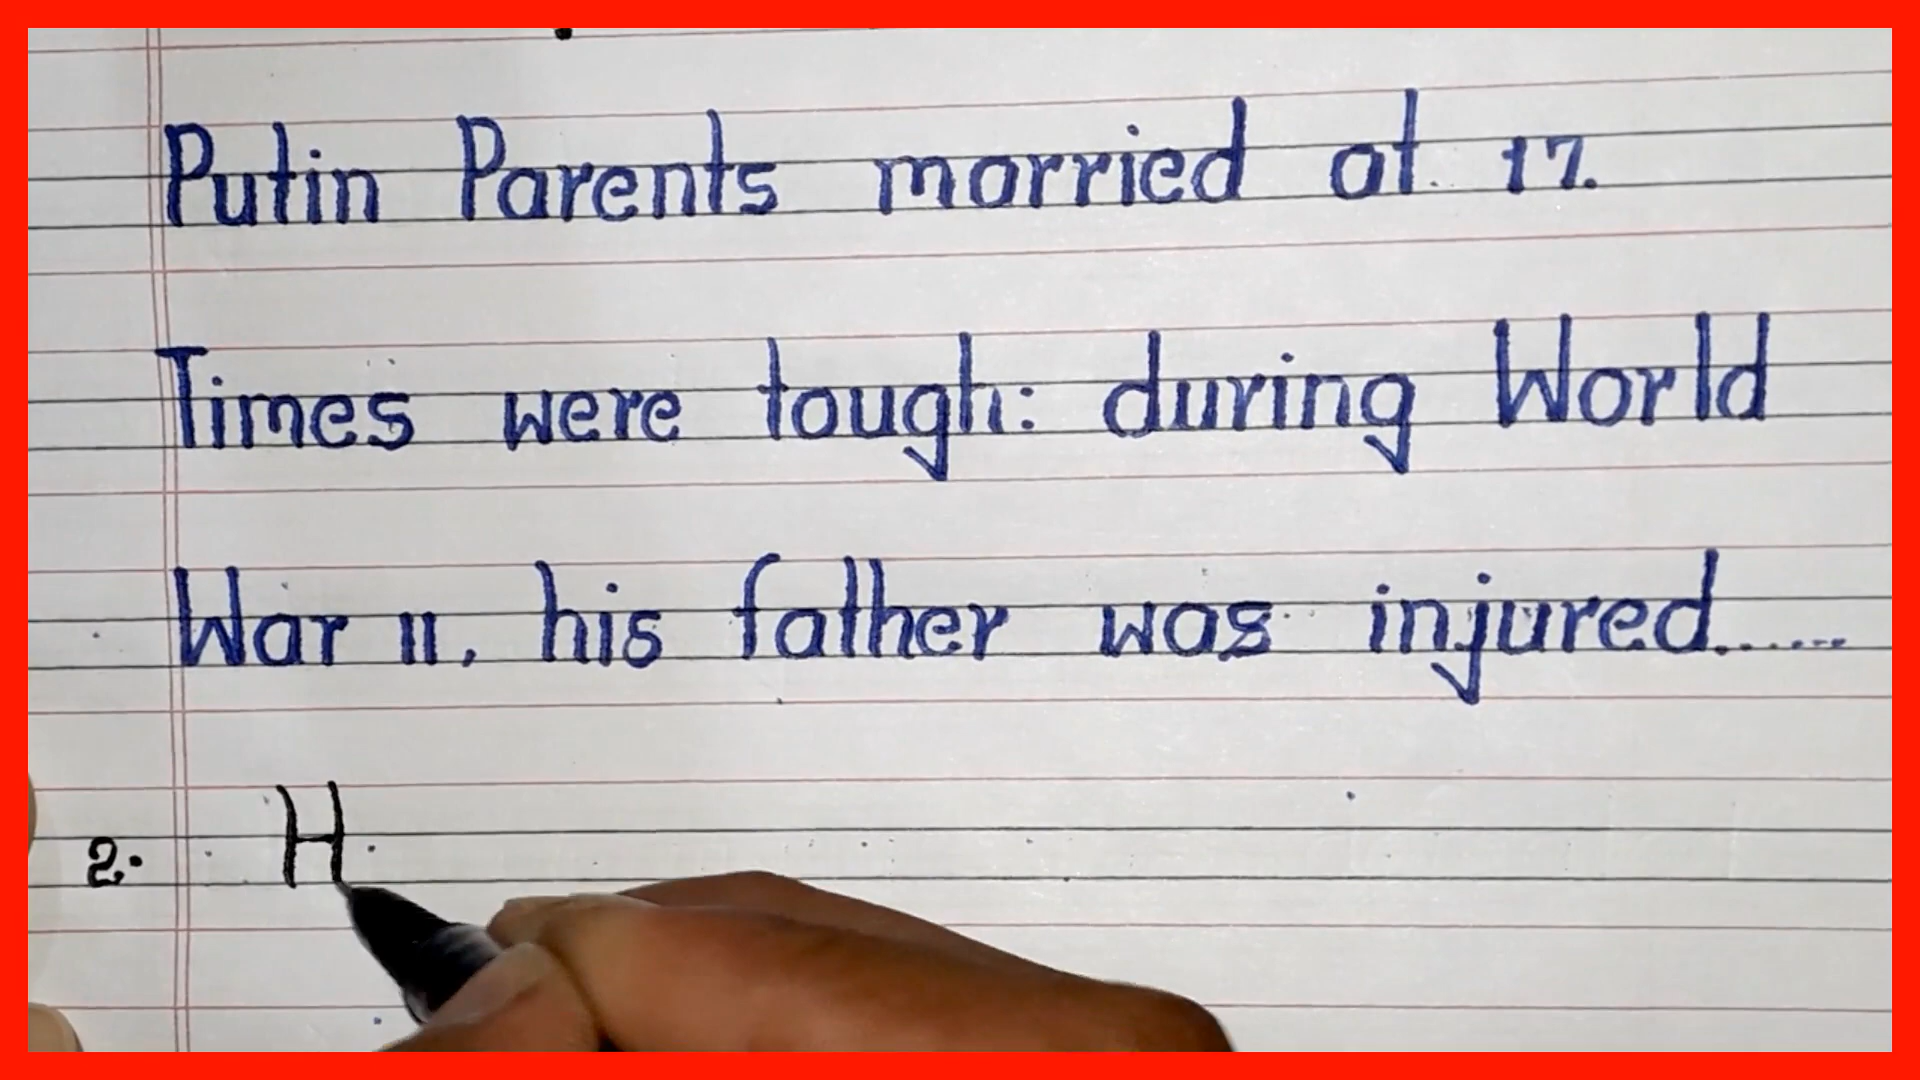 Putin Parents married at 17.
Times were tough: during World
War II, his father was injured......
2. H